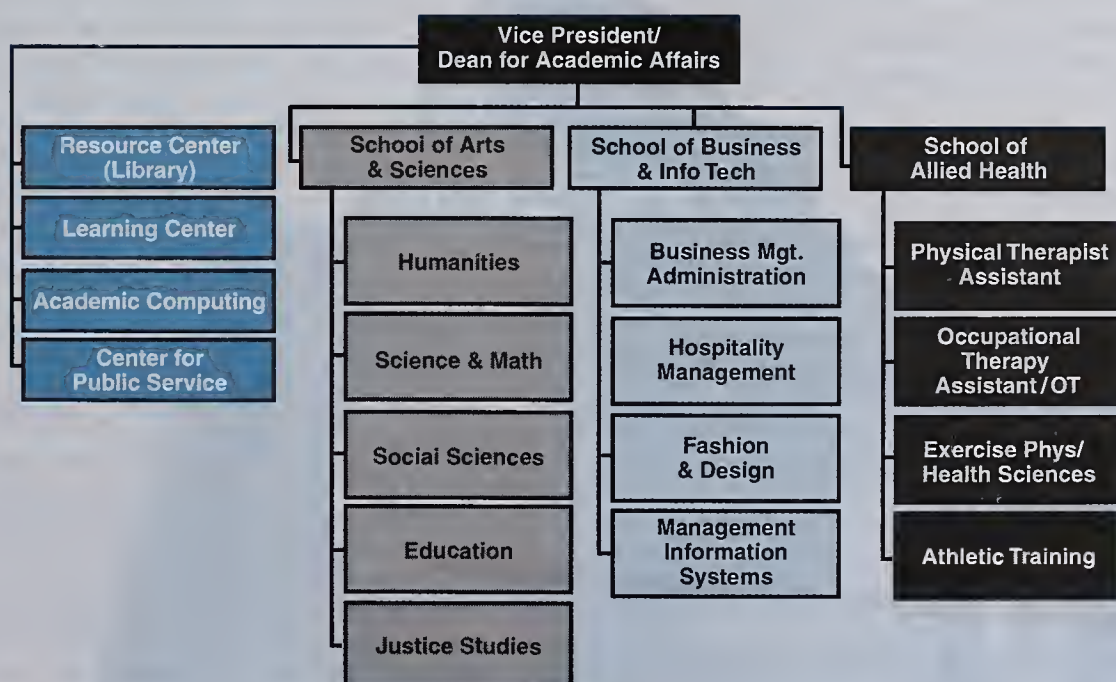 Vice President/
Dean for Academic Affairs
Resource Center
(Library)
Learning Center
Academic Computing
Center for
Public Service
School of Arts
& Sciences
Humanities
Science & Math
Social Sciences
Education
Justice Studies
School of Business
& Info Tech
Business Mgt.
Administration
Hospitality
Management
Fashion
& Design
Management
Information
Systems
School of
Allied Health
Physical Therapist
Assistant
Occupational
Therapy
Assistant/OT
Exercise Phys/
Health Sciences
Athletic Training